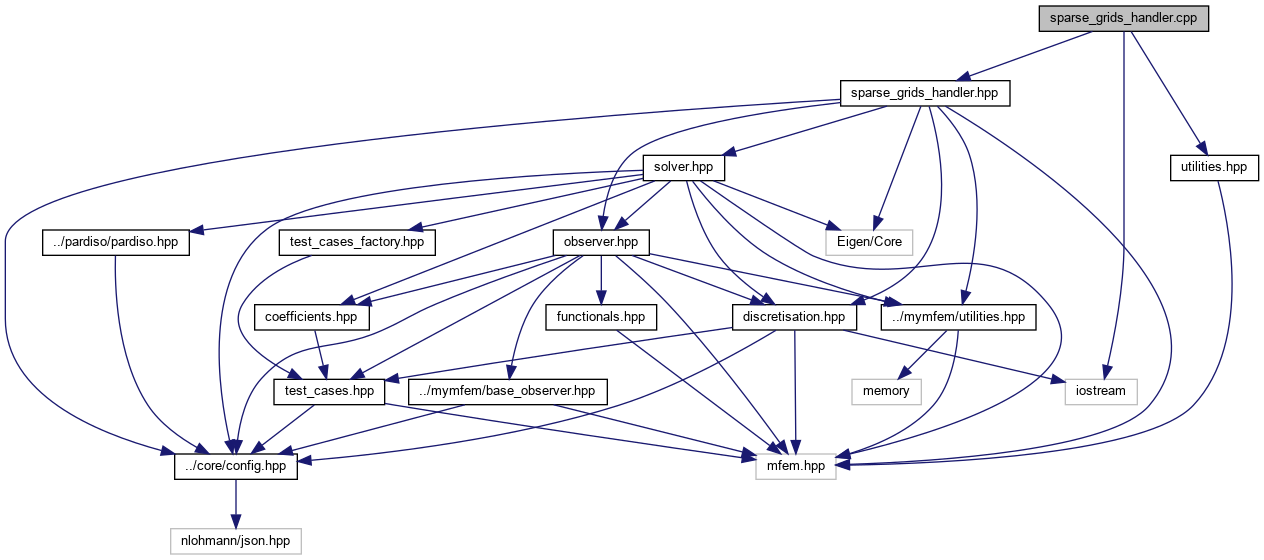 sparse_grids_handler.cpp
sparse_grids_handler.hpp
solver.hpp
utilities.hpp
../pardiso/pardiso.hpp
test_cases_factory.hpp
observer.hpp
Eigen/Core
coefficients.hpp
functionals.hpp
discretisation.hpp
../mymfem/utilities.hpp
test_cases.hpp
../mymfem/base_observer.hpp
memory
iostream
../core/config.hpp
mfem.hpp
nlohmann/json.hpp